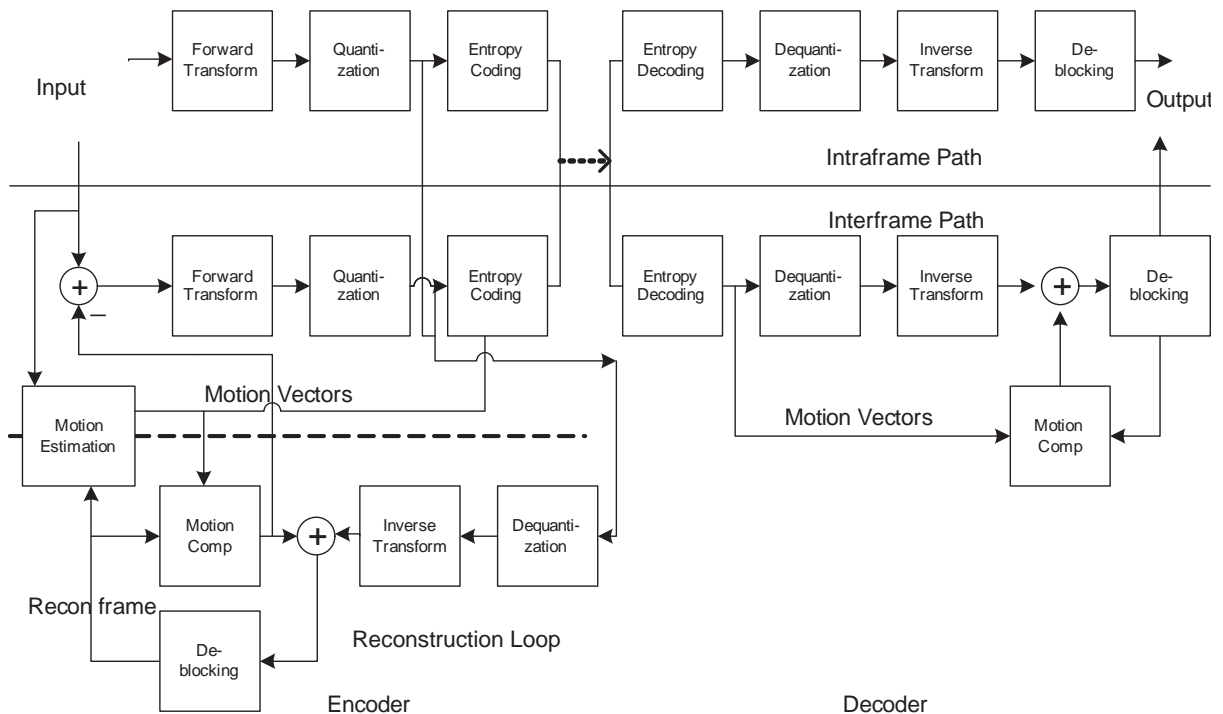 Input
Forward
Transform
Quanti-
zation
Entropy
Coding
Entropy
Decoding
Dequanti-
zation
Inverse
Transform
De-
blocking
Output
Intraframe Path
Interframe Path
+
–
Forward
Transform
Quanti-
zation
Entropy
Coding
Entropy
Decoding
Dequanti-
zation
Inverse
Transform
+
De-
blocking
Motion
Estimation
Motion Vectors
Motion Vectors
Motion
Comp
Motion
Comp
+
Inverse
Transform
Dequanti-
zation
Recon frame
De-
blocking
Reconstruction Loop
Encoder
Decoder